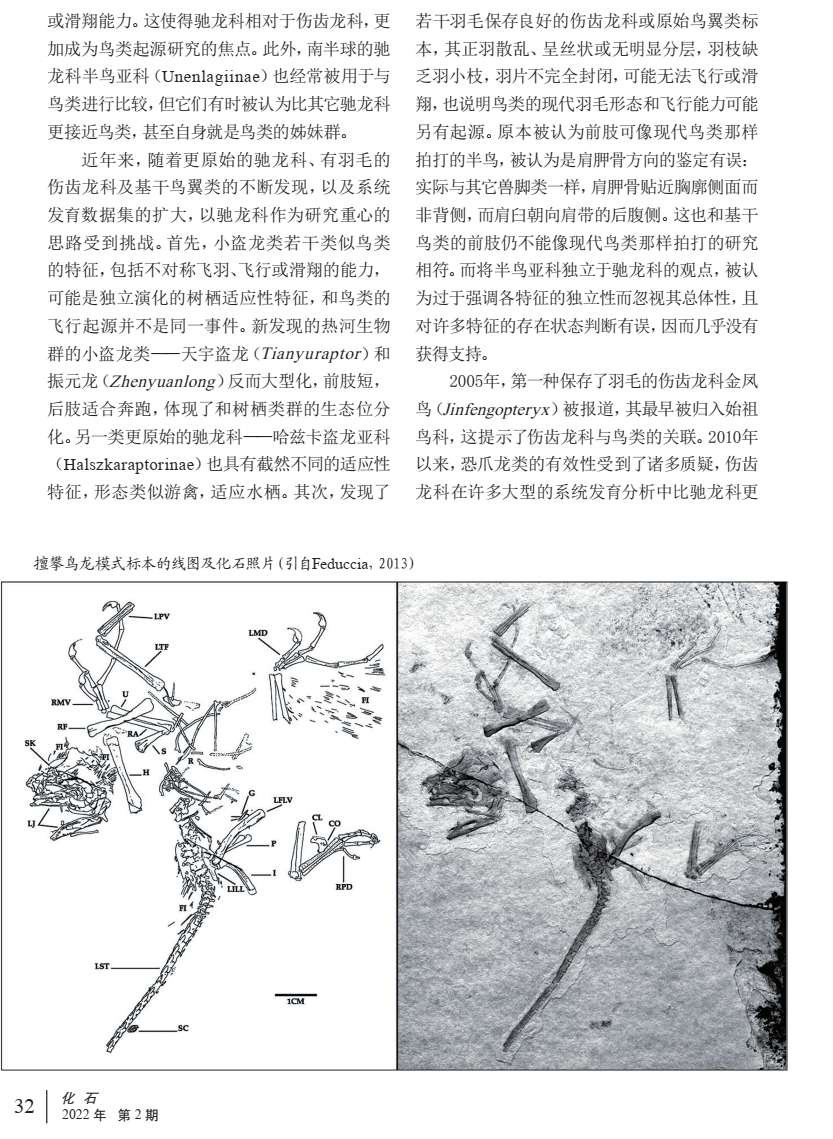 或滑翔能力。这使得驰龙科相对于伤齿龙科，更
加成为鸟类起源研究的焦点。此外，南半球的驰
龙科半鸟亚科（Unenlagiinae）也经常被用于与
鸟类进行比较，但它们有时被认为比其它驰龙科
更接近鸟类，甚至自身就是鸟类的姊妹群。
近年来，随着更原始的驰龙科、有羽毛的
伤齿龙科及基干鸟翼类的不断发现，以及系统
发育数据集的扩大，以驰龙科作为研究重心的
思路受到挑战。首先，小盗龙类若干类似鸟类
的特征，包括不对称飞羽、飞行或滑翔的能力，
可能是独立演化的树栖适应性特征，和鸟类的
飞行起源并不是同一事件。新发现的热河生物
群的小盗龙类——天宇盗龙（Tianyuraptor）和
振元龙（Zhenyuanlong）反而大型化，前肢短，
后肢适合奔跑，体现了和树栖类群的生态位分
化。另一类更原始的驰龙科——哈兹卡盗龙亚科
（Halszkaraptorinae）也具有截然不同的适应性
特征，形态类似游禽，适应水栖。其次，发现了
若干羽毛保存良好的伤齿龙科或原始鸟翼类标
本，其正羽散乱、呈丝状或无明显分层，羽枝缺
乏羽小枝，羽片不完全封闭，可能无法飞行或滑
翔，也说明鸟类的现代羽毛形态和飞行能力可能
另有起源。原本被认为前肢可像现代鸟类那样
拍打的半鸟，被认为是肩胛骨方向的鉴定有误：
实际与其它兽脚类一样，肩胛骨贴近胸廓侧面而
非背侧，而肩臼朝向肩带的后腹侧。这也和基干
鸟类的前肢仍不能像现代鸟类那样拍打的研究
相符。而将半鸟亚科独立于驰龙科的观点，被认
为过于强调各特征的独立性而忽视其总体性，且
对许多特征的存在状态判断有误，因而几乎没有
获得支持。
2005年，第一种保存了羽毛的伤齿龙科金凤
鸟（Jinfengopteryx）被报道，其最早被归入始祖
鸟科，这提示了伤齿龙科与鸟类的关联。2010年
以来，恐爪龙类的有效性受到了诸多质疑，伤齿
龙科在许多大型的系统发育分析中比驰龙科更
擅攀鸟龙模式标本的线图及化石照片（引自Feduccia，2013）
LPV
LTF
LMD
RMV
U
FI
RF
RA
S
SK
FI
FI
R
H
G
LFLV
LJ
CL
CO
P
I
LILL
RPD
FI
LST
1CM
SC
32
化 石
2022 年 第 2 期